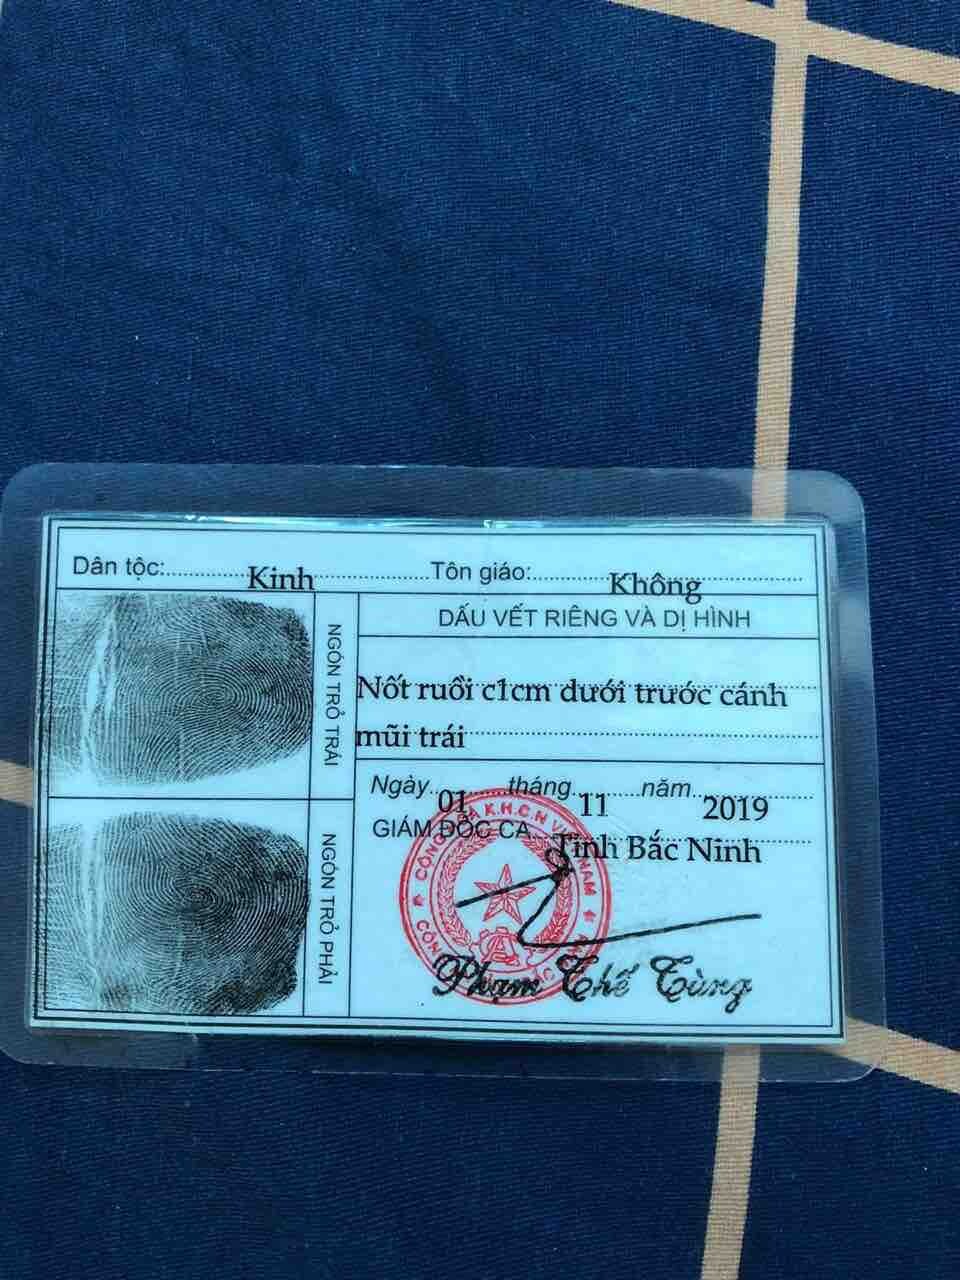 Dân tộc: Kinh Tôn giáo: Không
DẤU VẾT RIÊNG VÀ DỊ HÌNH
NGÓN TRỎ TRÁI
Nốt ruồi c1cm dưới trước cánh
mũi trái
Ngày 01 tháng 11 năm 2019
GIÁM ĐỐC CA Tỉnh Bắc Ninh
NGÓN TRỎ PHẢI
Phạm Thế Tùng